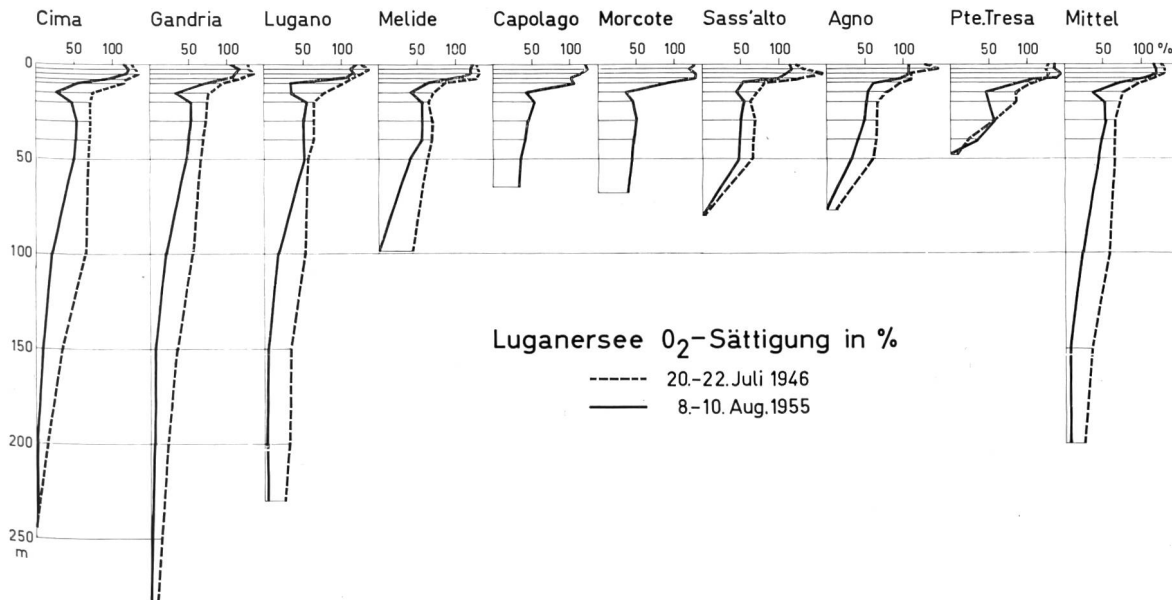 Cima Gandria Lugano Melide Capolago Morcote Sass'alto Agno Pte.Tresa Mittel
50 100 50 100 50 100 50 100 50 100 50 100 50 100 50 100 50 100 50 100 %
0
50
100
150
200
250
m
Luganersee O₂-Sättigung in %
20.-22. Juli 1946
8.-10. Aug. 1955